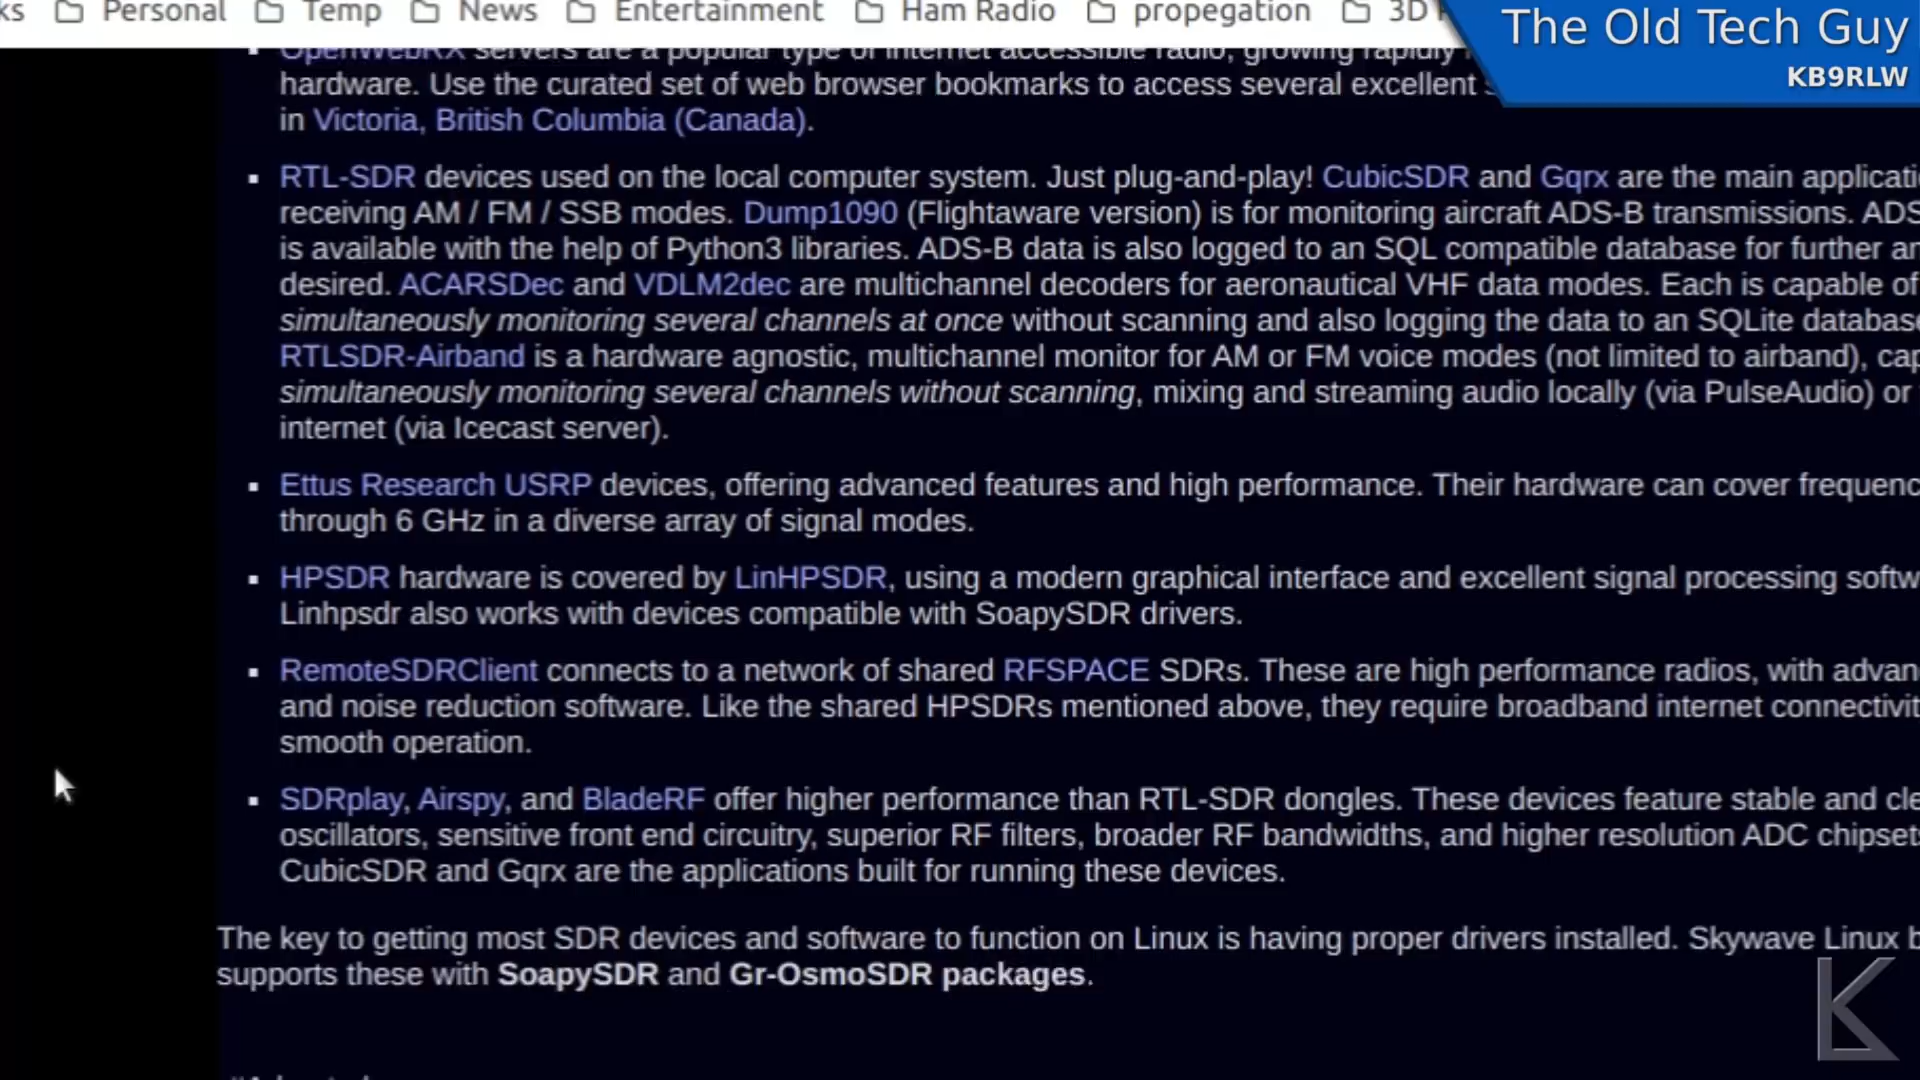 ks Personal Temp News Entertainment Ham Radio propegation 3D
The Old Tech Guy
KB9RLW
OpenWebRX servers are a popular type of internet accessible radio, growing rapidly
hardware. Use the curated set of web browser bookmarks to access several excellent
in Victoria, British Columbia (Canada).
RTL-SDR devices used on the local computer system. Just plug-and-play! CubicSDR and Gqrx are the main applicati
receiving AM / FM / SSB modes. Dump1090 (Flightaware version) is for monitoring aircraft ADS-B transmissions. ADS
is available with the help of Python3 libraries. ADS-B data is also logged to an SQL compatible database for further an
desired. ACARSDec and VDLM2dec are multichannel decoders for aeronautical VHF data modes. Each is capable of
simultaneously monitoring several channels at once without scanning and also logging the data to an SQLite database
RTLSDR-Airband is a hardware agnostic, multichannel monitor for AM or FM voice modes (not limited to airband), cap
simultaneously monitoring several channels without scanning, mixing and streaming audio locally (via PulseAudio) or
internet (via Icecast server).
Ettus Research USRP devices, offering advanced features and high performance. Their hardware can cover frequenc
through 6 GHz in a diverse array of signal modes.
HPSDR hardware is covered by LinHPSDR, using a modern graphical interface and excellent signal processing softw
Linhpsdr also works with devices compatible with SoapySDR drivers.
RemoteSDRClient connects to a network of shared RFSPACE SDRs. These are high performance radios, with advan
and noise reduction software. Like the shared HPSDRs mentioned above, they require broadband internet connectivit
smooth operation.
SDRplay, Airspy, and BladeRF offer higher performance than RTL-SDR dongles. These devices feature stable and cle
oscillators, sensitive front end circuitry, superior RF filters, broader RF bandwidths, and higher resolution ADC chipsets
CubicSDR and Gqrx are the applications built for running these devices.
The key to getting most SDR devices and software to function on Linux is having proper drivers installed. Skywave Linux b
supports these with SoapySDR and Gr-OsmoSDR packages.
K